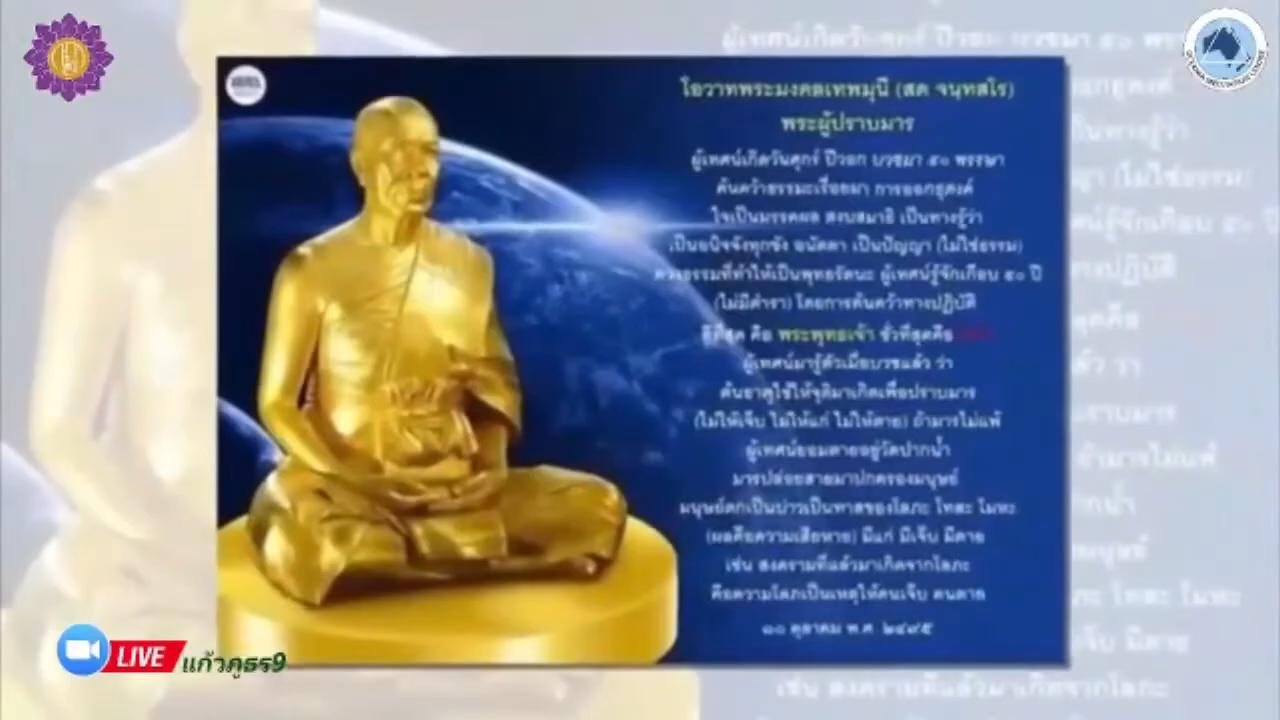 โอวาทพระมงคลเทพมุนี (สด จนฺทสโร)
พระผู้ปราบมาร
ผู้เทศน์เกิดวันศุกร์ ปีวอก บวชมา ๕๐ พรรษา
ค้นคว้าธรรมะเรื่อยมา การออกธุดงค์
ใจเป็นมรรคผล สงบสมาธิ เป็นทางรู้ว่า
เป็นอนิจจังทุกขัง อนัตตา เป็นปัญญา (ไม่ใช่ธรรม)
ดวงธรรมที่ทำให้เป็นพุทธรัตนะ ผู้เทศน์รู้จักเกือบ ๕๐ ปี
(ไม่มีตำรา) โดยการค้นคว้าทางปฏิบัติ
ดีที่สุด คือ พระพุทธเจ้า ชั่วที่สุดคือ
ผู้เทศน์มารู้ตัวเมื่อบวชแล้ว ว่า
ต้นธาตุใช้ให้จุติมาเกิดเพื่อปราบมาร
(ไม่ให้เจ็บ ไม่ให้แก่ ไม่ให้ตาย) ถ้ามารไม่แพ้
ผู้เทศน์ยอมตายอยู่วัดปากน้ำ
มารปล่อยสายมาปกครองมนุษย์
มนุษย์ตกเป็นบ่าวเป็นทาสของโลภะ โทสะ โมหะ
(ผลคือความเสียหาย) มีแก่ มีเจ็บ มีตาย
เช่น สงครามที่แล้วมาเกิดจากโลภะ
คือความโลภเป็นเหตุให้คนเจ็บ คนตาย
๑๐ ตุลาคม พ.ศ. ๒๔๙๕
LIVE แก้วภูธร9